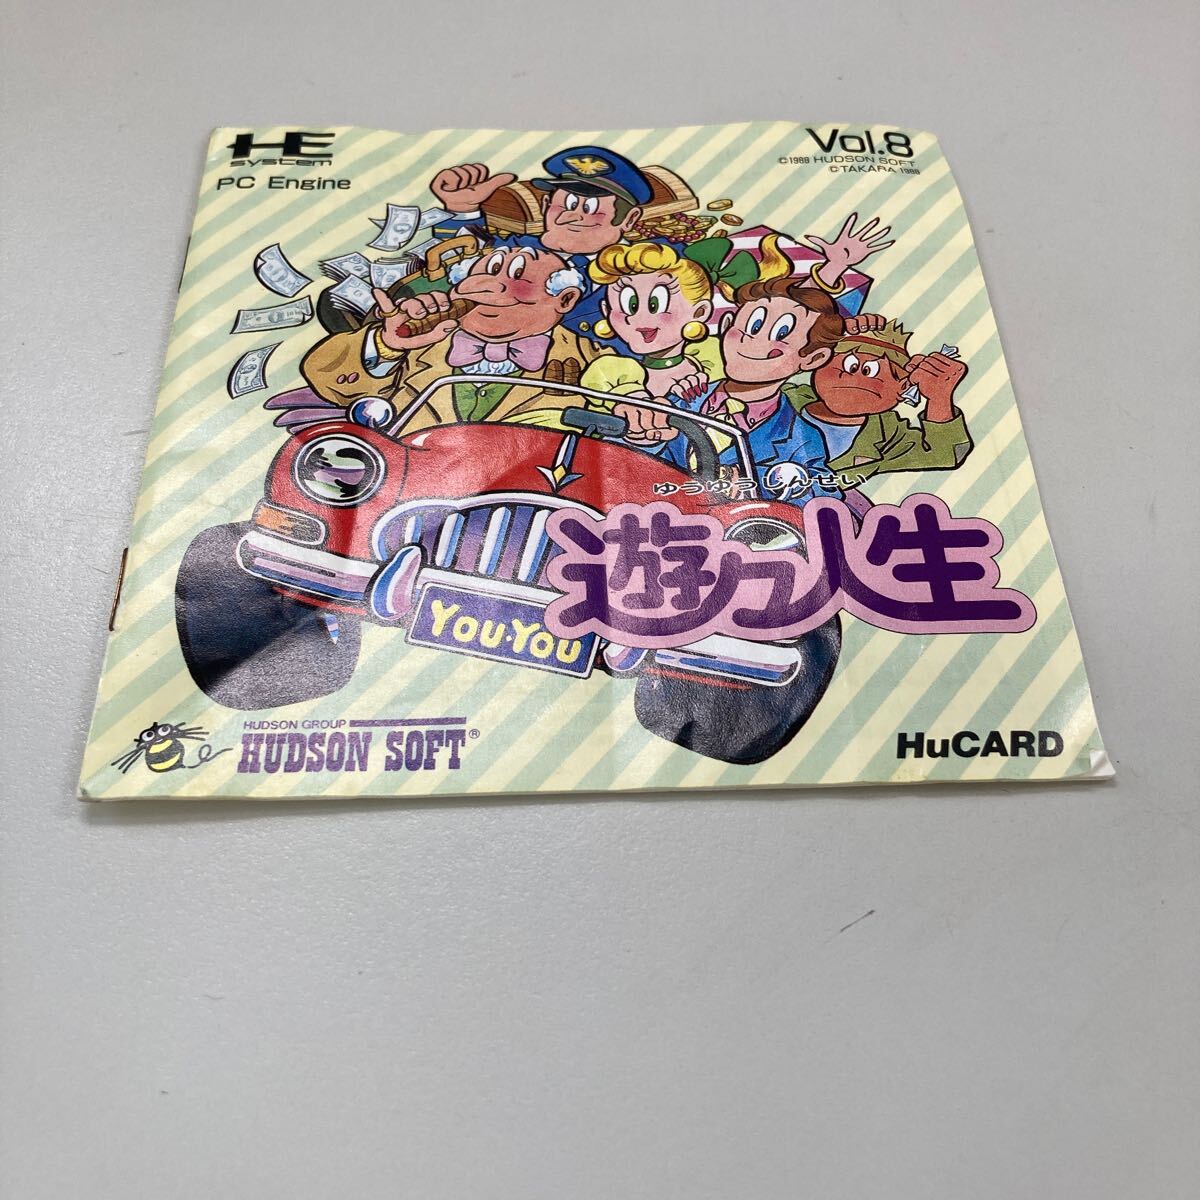 HE
system
PC Engine
Vol.8
©1988 HUDSON SOFT
©TAKARA 1988
ゆうゆうじんせい
遊々人生
YOU·YOU
HUDSON GROUP
HUDSON SOFT®
HuCARD